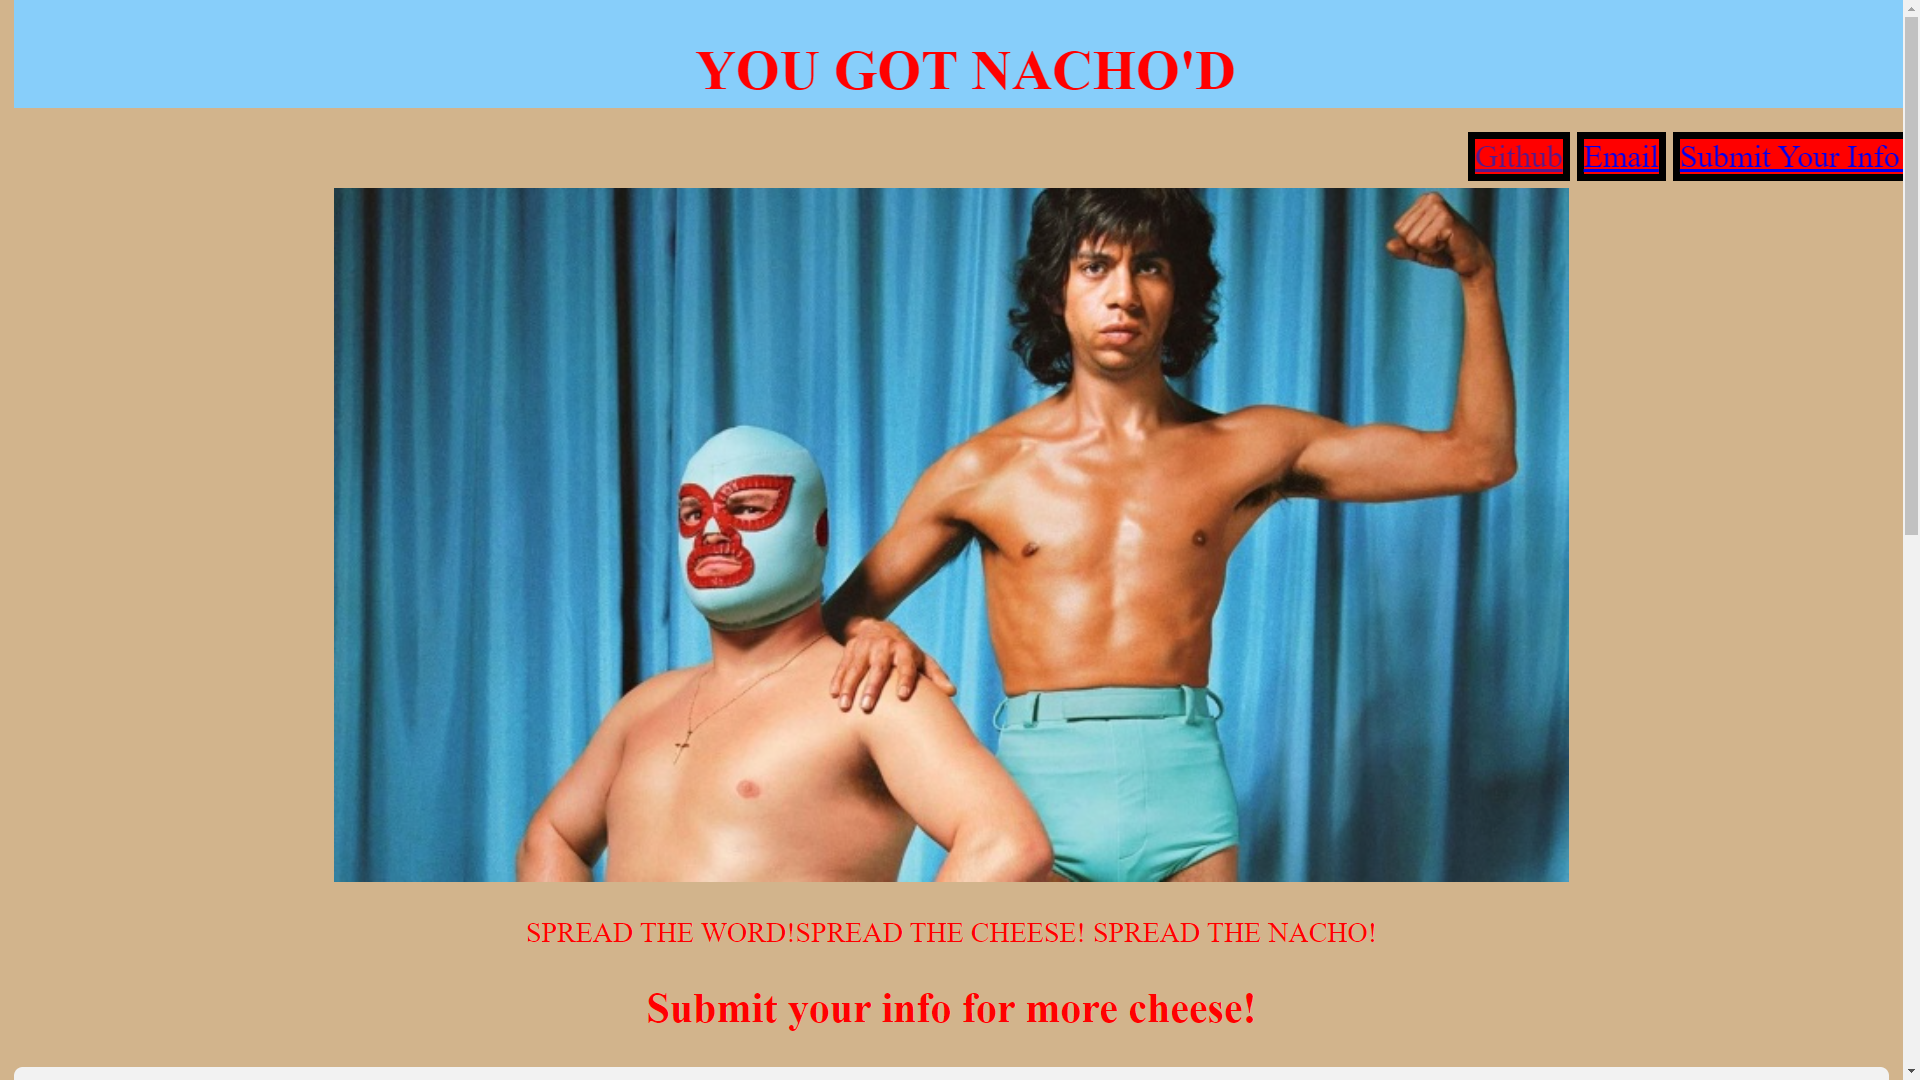 YOU GOT NACHO'D
Github Email Submit Your Info
SPREAD THE WORD!SPREAD THE CHEESE! SPREAD THE NACHO!
Submit your info for more cheese!